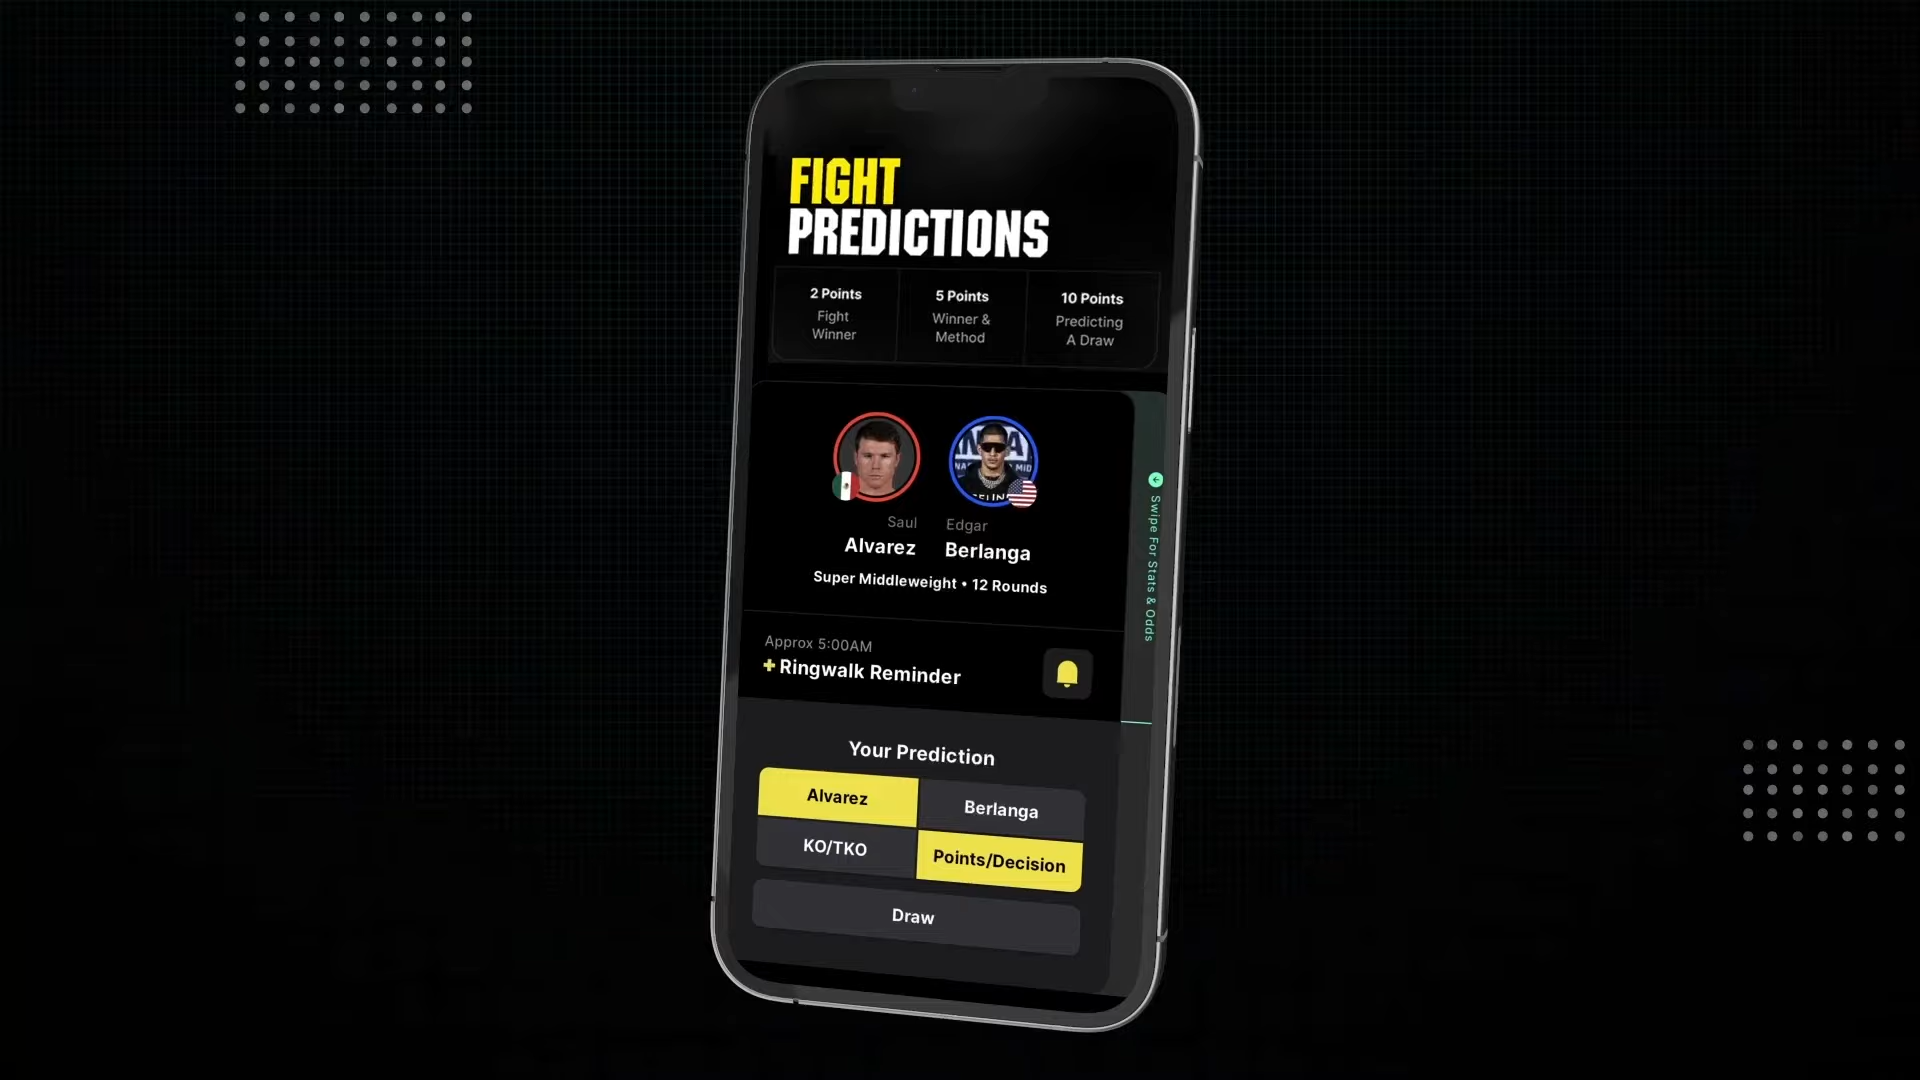 FIGHT
PREDICTIONS
2 Points
Fight
Winner
5 Points
Winner &
Method
10 Points
Predicting
A Draw
Saul
Alvarez
Edgar
Berlanga
Super Middleweight • 12 Rounds
Swipe For Stats & Odds
Approx 5:00AM
+ Ringwalk Reminder
Your Prediction
Alvarez
Berlanga
KO/TKO
Points/Decision
Draw